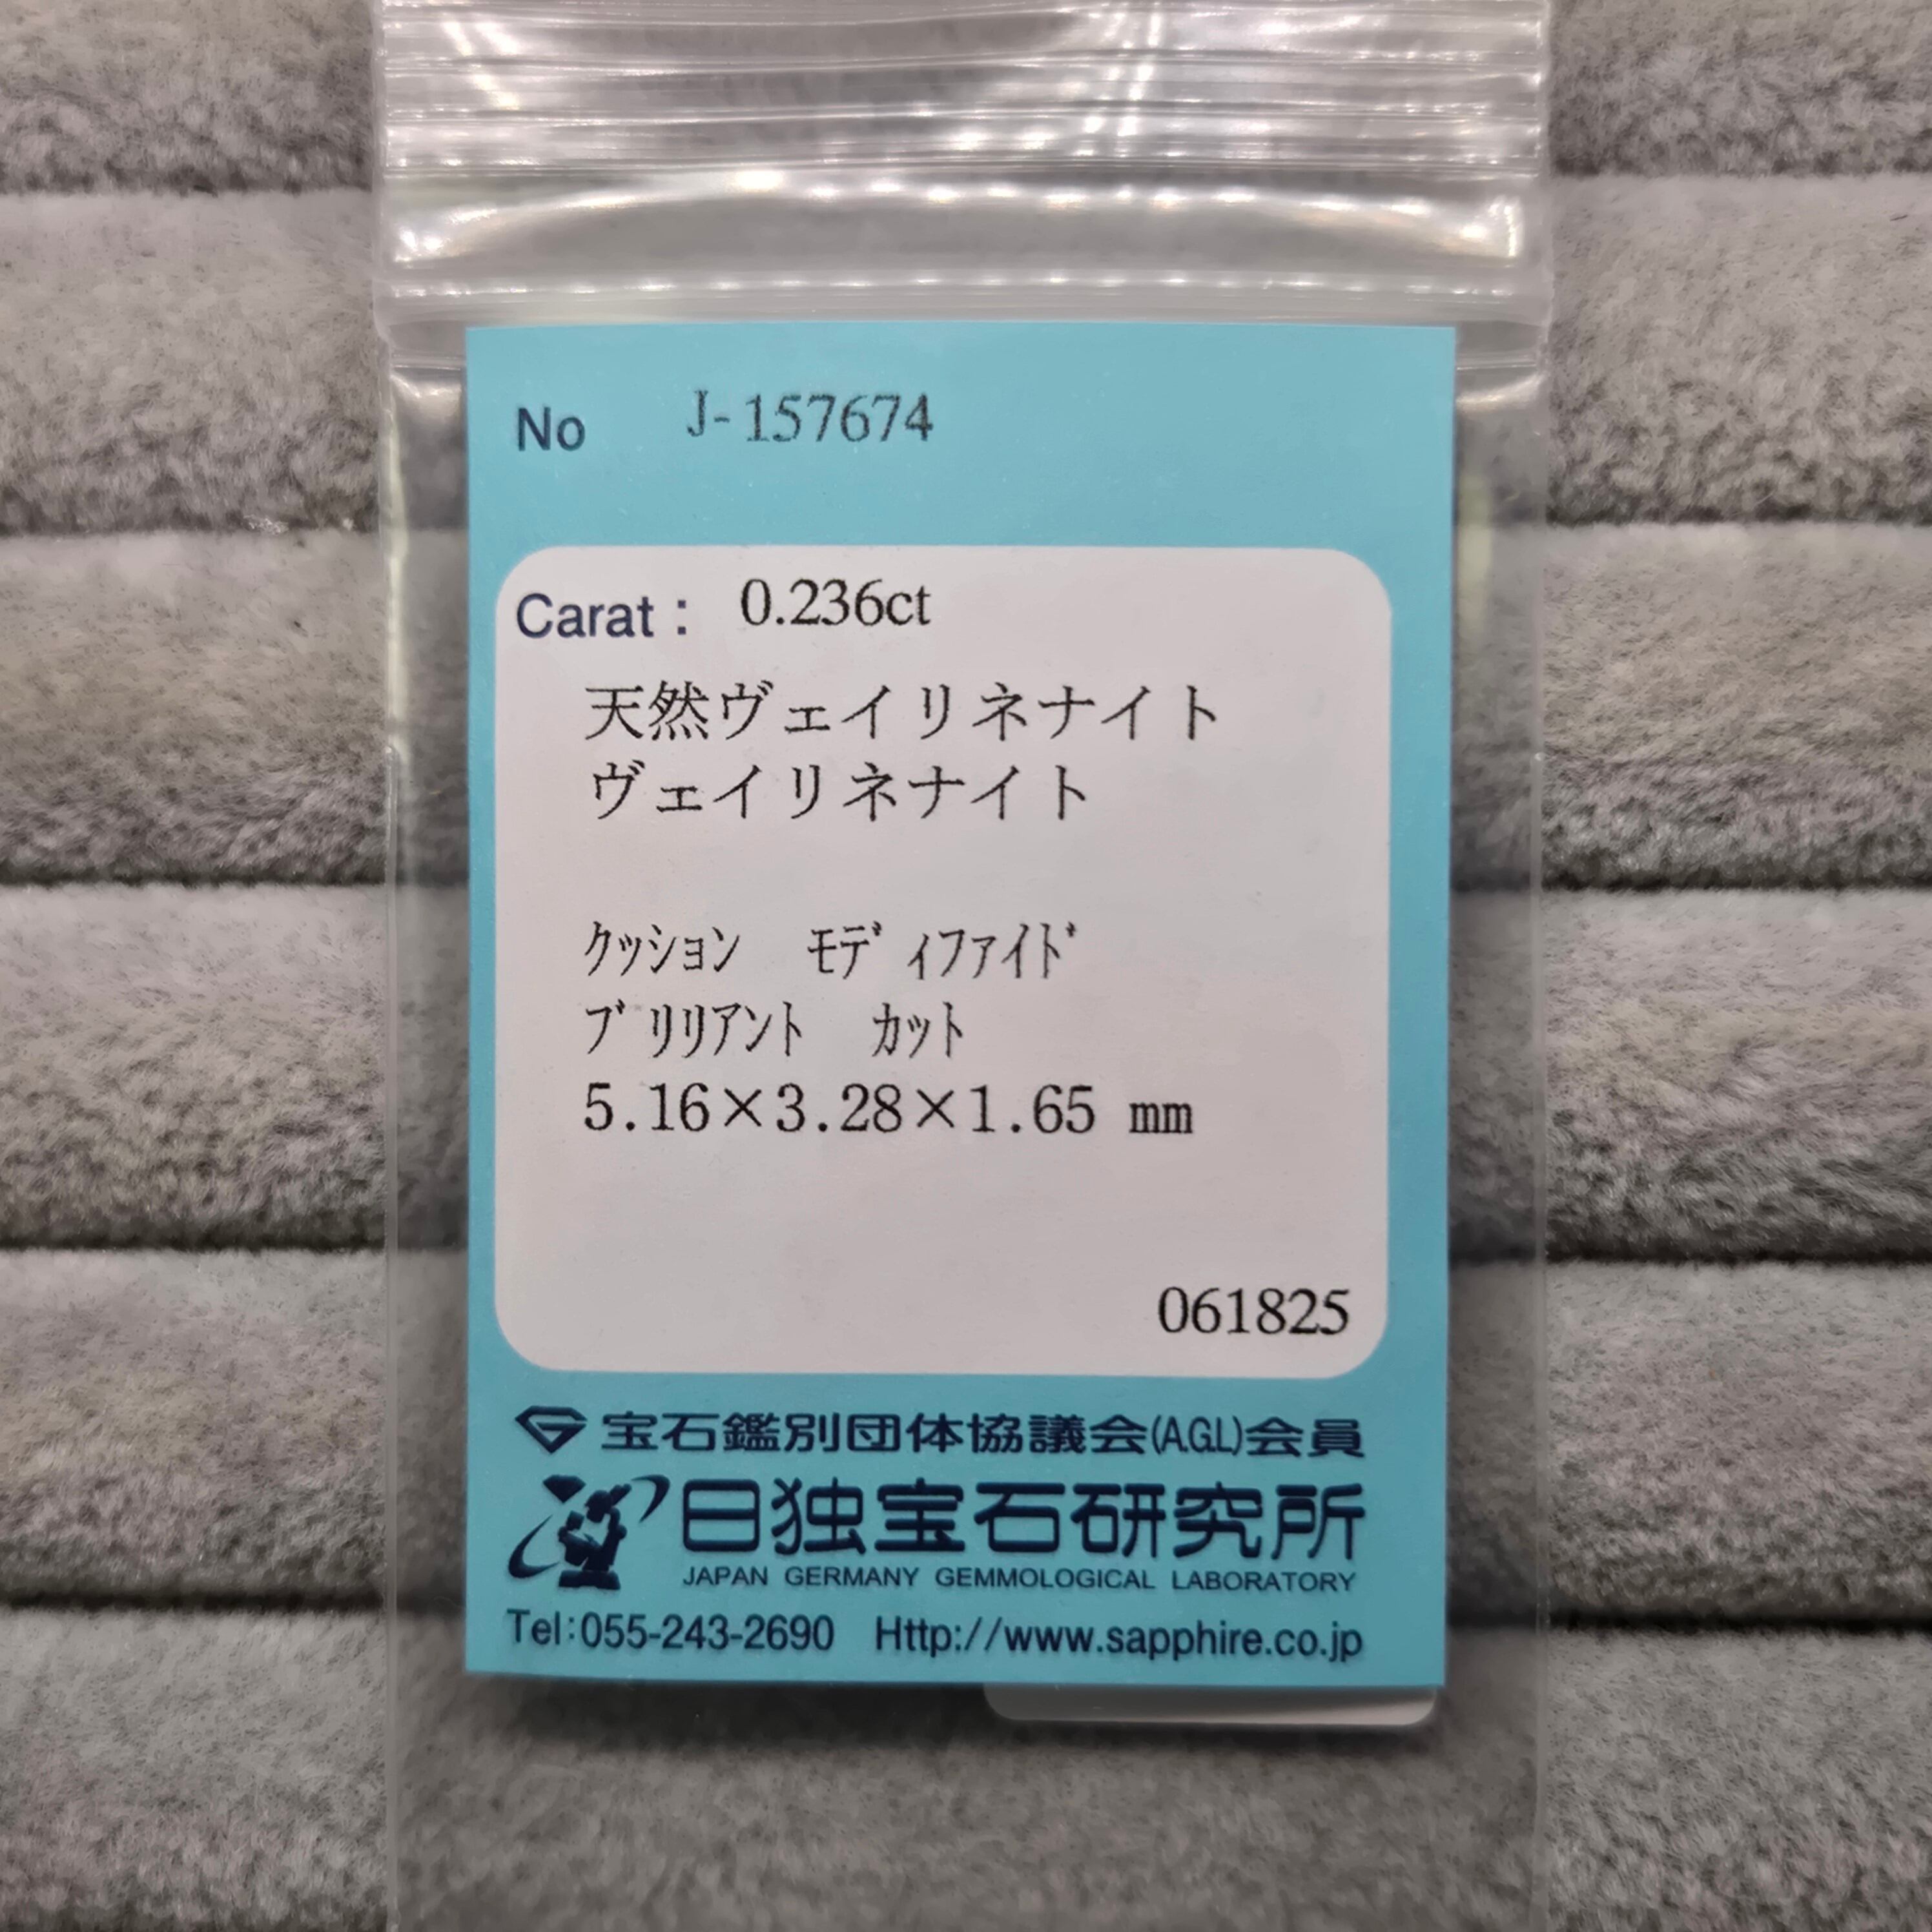 No J-157674
Carat : 0.236ct
天然ヴェイリネナイト
ヴェイリネナイト
ｸｯｼｮﾝ ﾓﾃﾞｨﾌｧｲﾄﾞ
ﾌﾞﾘﾘｱﾝﾄ ｶｯﾄ
5.16×3.28×1.65 mm
061825
宝石鑑別団体協議会(AGL)会員
日独宝石研究所
JAPAN GERMANY GEMMOLOGICAL LABORATORY
Tel:055-243-2690 Http://www.sapphire.co.jp